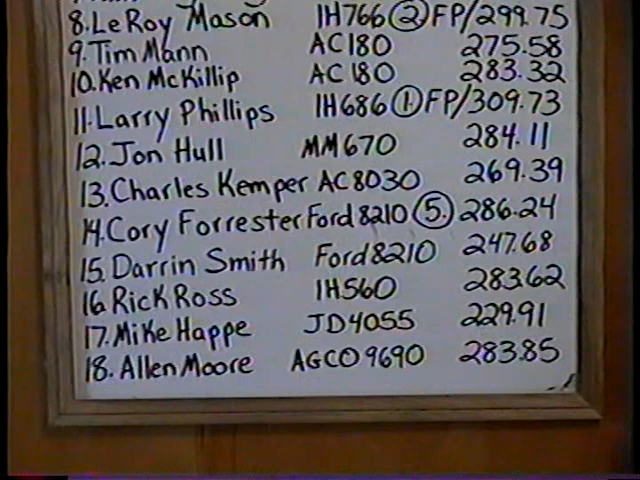 8. LeRoy Mason IH766 (2) FP/299.75
9. Tim Mann AC180 275.58
10. Ken McKillip AC180 283.32
11. Larry Phillips IH686 (1.) FP/309.73
12. Jon Hull MM670 284.11
13. Charles Kemper AC8030 269.39
14. Cory Forrester Ford 8210 (5.) 286.24
15. Darrin Smith Ford 8210 247.68
16. Rick Ross IH560 283.62
17. Mike Happe JD4055 229.91
18. Allen Moore AGCO 9690 283.85